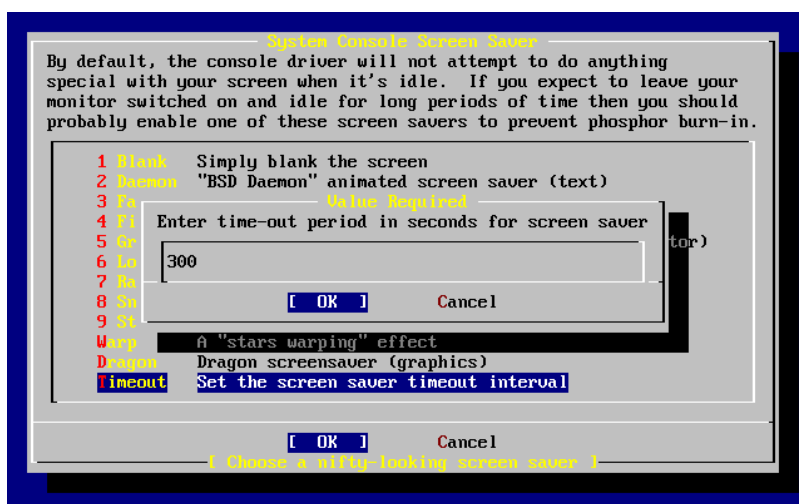 System Console Screen Saver
By default, the console driver will not attempt to do anything
special with your screen when it's idle.  If you expect to leave your
monitor switched on and idle for long periods of time then you should
probably enable one of these screen savers to prevent phosphor burn-in.
1 Blank Simply blank the screen
2 Daemon "BSD Daemon" animated screen saver (text)
3 Fa
Value Required
4 Fi
Enter time-out period in seconds for screen saver
5 Gr
tor)
6 Lo
300
7 Ra
8 Sn
[ OK ] Cancel
9 St
Warp A "stars warping" effect
Dragon Dragon screensaver (graphics)
Timeout Set the screen saver timeout interval
[ OK ] Cancel
[ Choose a nifty-looking screen saver ]